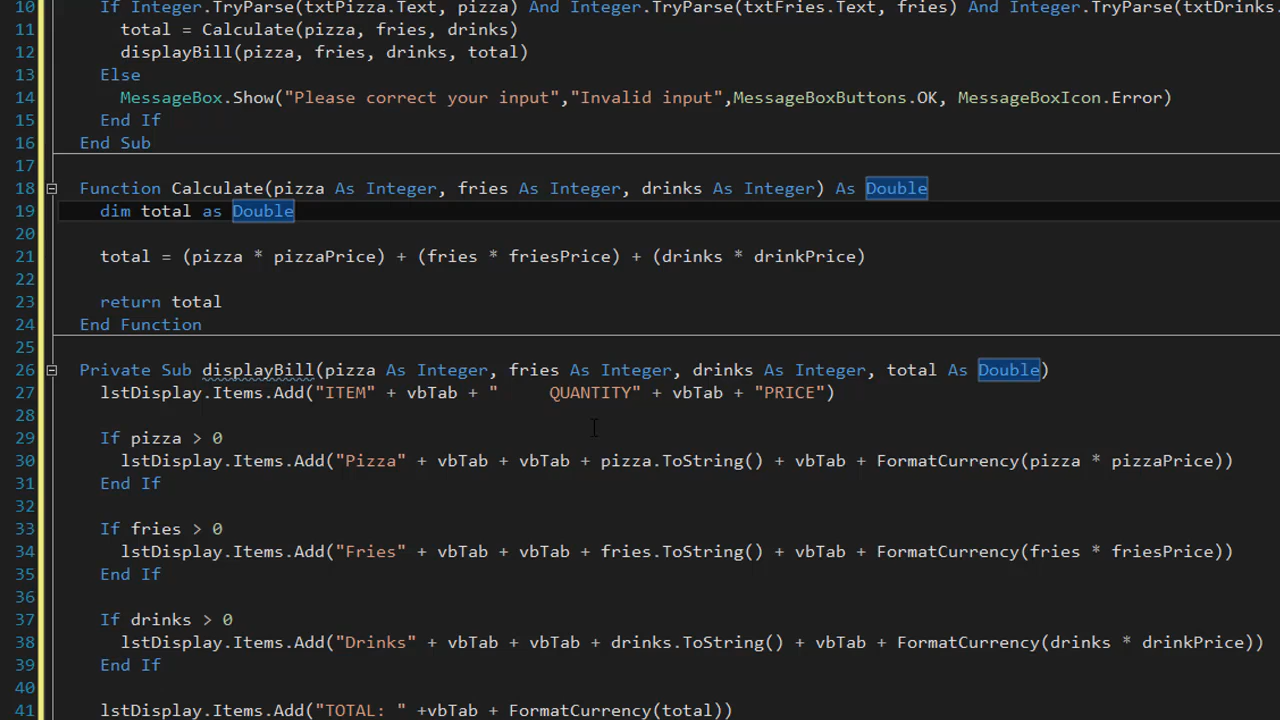 10 If Integer.TryParse(txtPizza.Text, pizza) And Integer.TryParse(txtFries.Text, fries) And Integer.TryParse(txtDrinks.
11 total = Calculate(pizza, fries, drinks)
12 displayBill(pizza, fries, drinks, total)
13 Else
14 MessageBox.Show("Please correct your input","Invalid input",MessageBoxButtons.OK, MessageBoxIcon.Error)
15 End If
16 End Sub
17
18 Function Calculate(pizza As Integer, fries As Integer, drinks As Integer) As Double
19 dim total as Double
20
21 total = (pizza * pizzaPrice) + (fries * friesPrice) + (drinks * drinkPrice)
22
23 return total
24 End Function
25
26 Private Sub displayBill(pizza As Integer, fries As Integer, drinks As Integer, total As Double)
27 lstDisplay.Items.Add("ITEM" + vbTab + "     QUANTITY" + vbTab + "PRICE")
28
29 If pizza > 0
30 lstDisplay.Items.Add("Pizza" + vbTab + vbTab + pizza.ToString() + vbTab + FormatCurrency(pizza * pizzaPrice))
31 End If
32
33 If fries > 0
34 lstDisplay.Items.Add("Fries" + vbTab + vbTab + fries.ToString() + vbTab + FormatCurrency(fries * friesPrice))
35 End If
36
37 If drinks > 0
38 lstDisplay.Items.Add("Drinks" + vbTab + vbTab + drinks.ToString() + vbTab + FormatCurrency(drinks * drinkPrice))
39 End If
40
41 lstDisplay.Items.Add("TOTAL: " +vbTab + FormatCurrency(total))